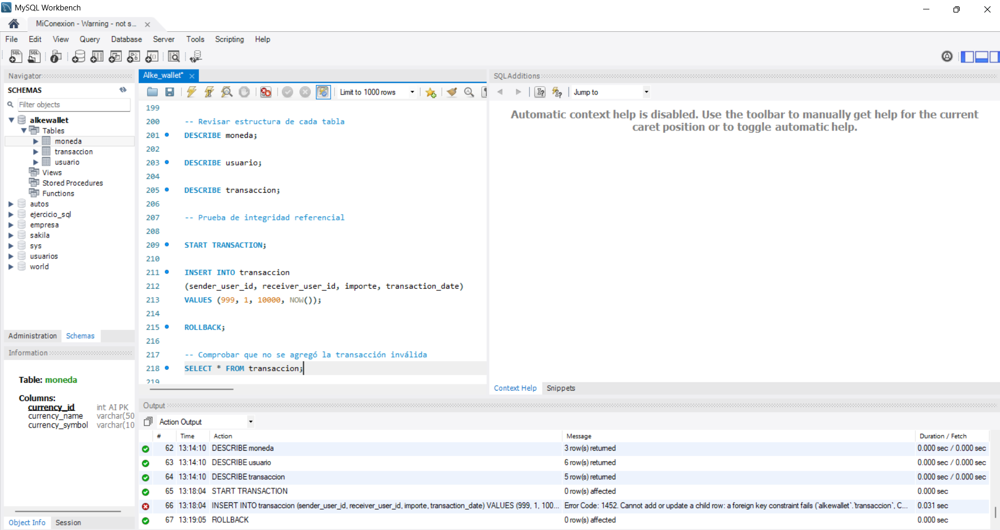 MySQL Workbench
MiConexion - Warning - not s...
File Edit View Query Database Server Tools Scripting Help
Navigator
SCHEMAS
Filter objects
alkewallet
Tables
moneda
transaccion
usuario
Views
Stored Procedures
Functions
autos
ejercicio_sql
empresa
sakila
sys
usuarios
world
Administration Schemas
Information
Table: moneda
Columns:
currency_id int AI PK
currency_name varchar(50
currency_symbol varchar(10
Object Info Session
Alke_wallet*
Limit to 1000 rows
199
200 -- Revisar estructura de cada tabla
201 DESCRIBE moneda;
202
203 DESCRIBE usuario;
204
205 DESCRIBE transaccion;
206
207 -- Prueba de integridad referencial
208
209 START TRANSACTION;
210
211 INSERT INTO transaccion
212 (sender_user_id, receiver_user_id, importe, transaction_date)
213 VALUES (999, 1, 10000, NOW());
214
215 ROLLBACK;
216
217 -- Comprobar que no se agregó la transacción inválida
218 SELECT * FROM transaccion;
219
SQLAdditions
Jump to
Automatic context help is disabled. Use the toolbar to manually get help for the current
caret position or to toggle automatic help.
Context Help Snippets
Output
Action Output
# Time Action Message Duration / Fetch
62 13:14:10 DESCRIBE moneda 3 row(s) returned 0.000 sec / 0.000 sec
63 13:14:10 DESCRIBE usuario 6 row(s) returned 0.000 sec / 0.000 sec
64 13:14:10 DESCRIBE transaccion 5 row(s) returned 0.000 sec / 0.000 sec
65 13:18:04 START TRANSACTION 0 row(s) affected 0.000 sec
66 13:18:04 INSERT INTO transaccion (sender_user_id, receiver_user_id, importe, transaction_date) VALUES (999, 1, 100... Error Code: 1452. Cannot add or update a child row: a foreign key constraint fails (`alkewallet`.`transaccion`, C... 0.031 sec
67 13:19:05 ROLLBACK 0 row(s) affected 0.000 sec